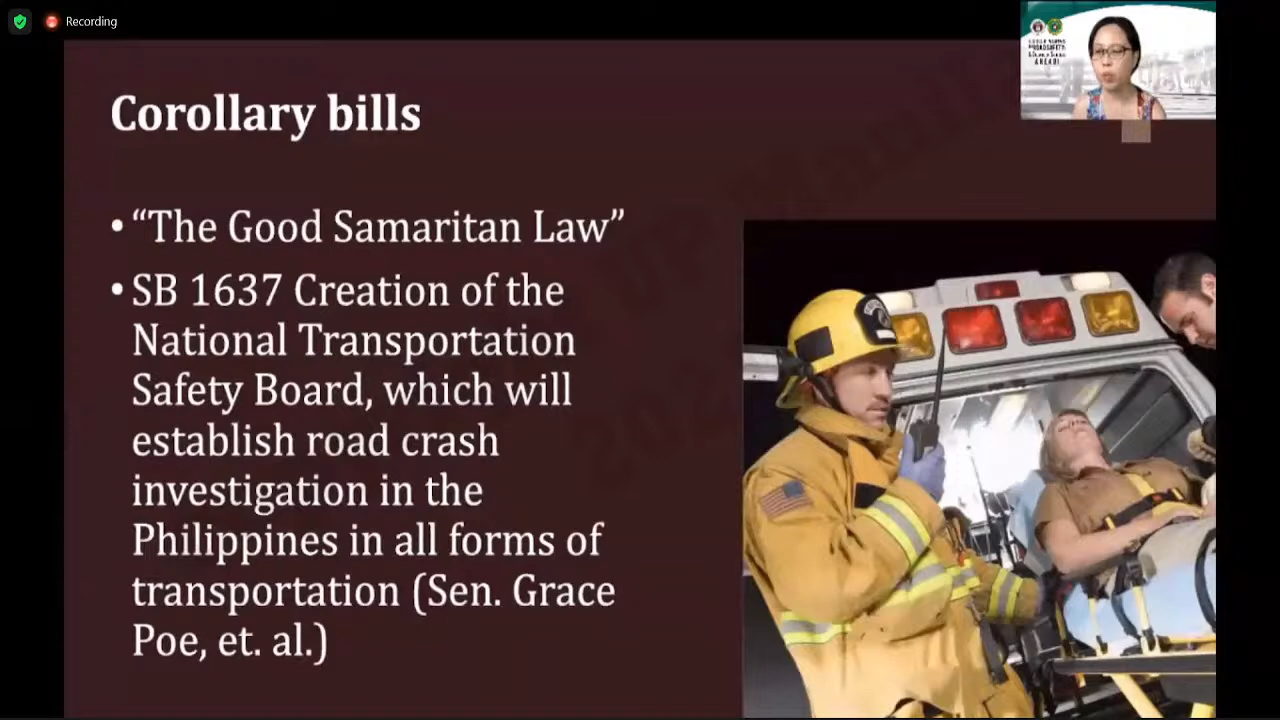 Recording
Corollary bills
• “The Good Samaritan Law”
• SB 1637 Creation of the
National Transportation
Safety Board, which will
establish road crash
investigation in the
Philippines in all forms of
transportation (Sen. Grace
Poe, et. al.)